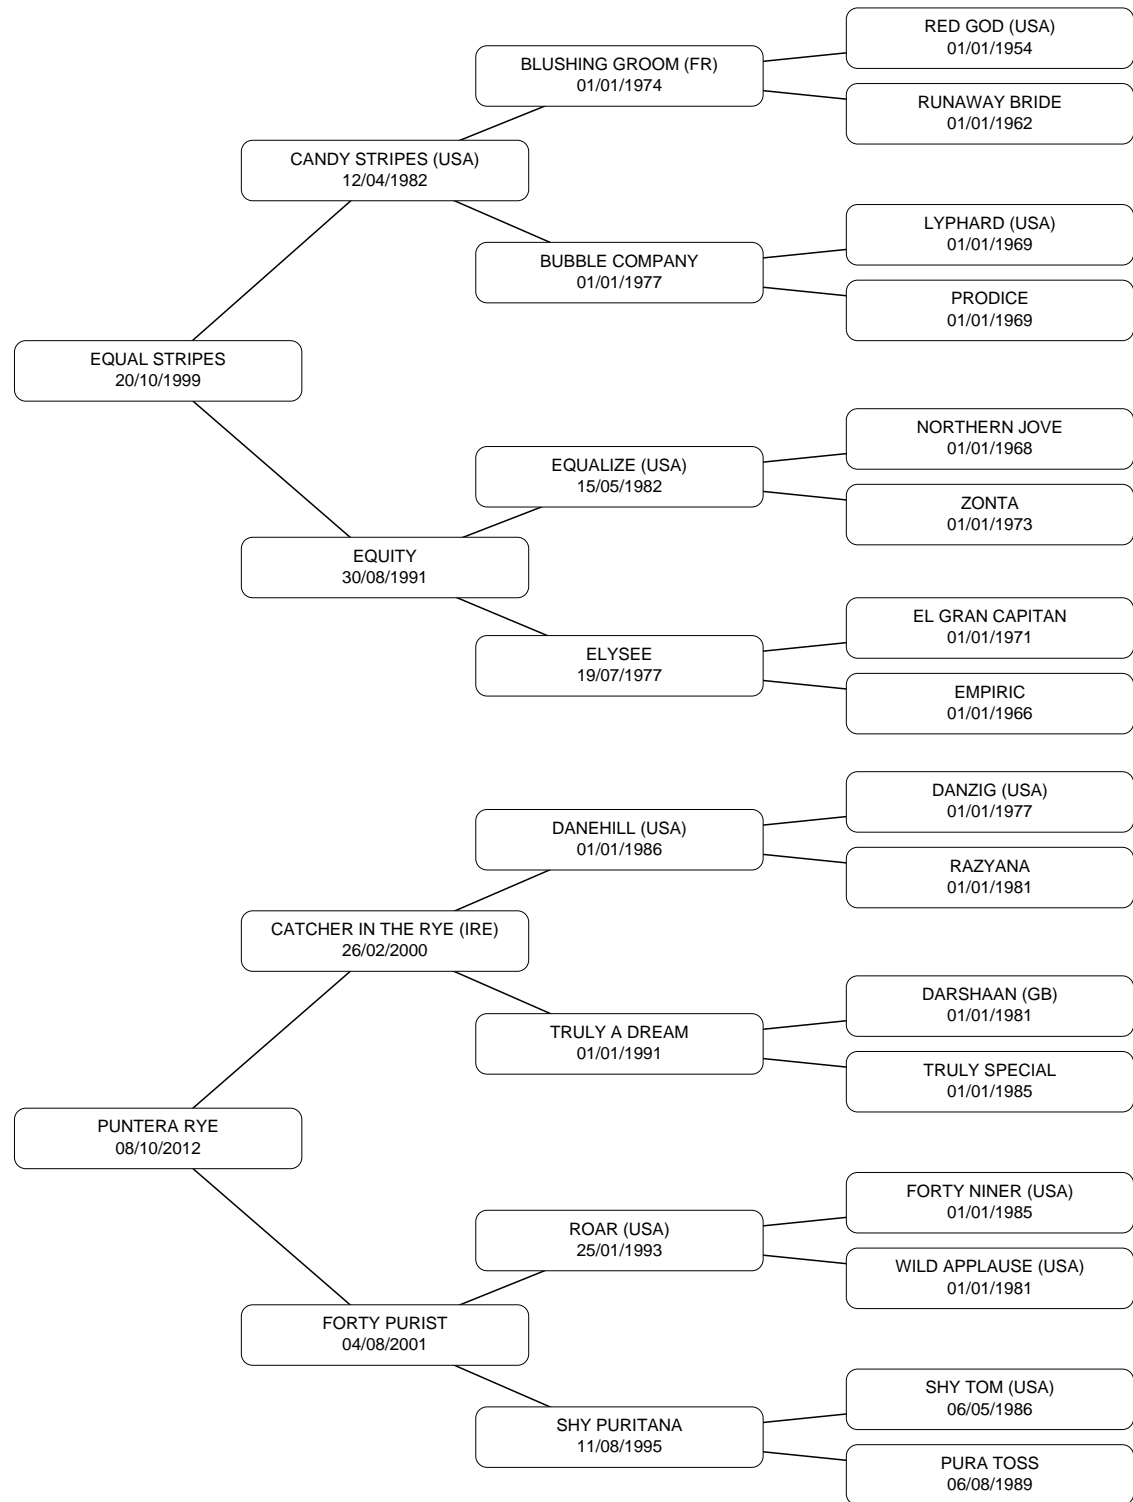 RED GOD (USA)
01/01/1954
BLUSHING GROOM (FR)
01/01/1974
RUNAWAY BRIDE
01/01/1962
CANDY STRIPES (USA)
12/04/1982
LYPHARD (USA)
01/01/1969
BUBBLE COMPANY
01/01/1977
PRODICE
01/01/1969
EQUAL STRIPES
20/10/1999
NORTHERN JOVE
01/01/1968
EQUALIZE (USA)
15/05/1982
ZONTA
01/01/1973
EQUITY
30/08/1991
EL GRAN CAPITAN
01/01/1971
ELYSEE
19/07/1977
EMPIRIC
01/01/1966
DANZIG (USA)
01/01/1977
DANEHILL (USA)
01/01/1986
RAZYANA
01/01/1981
CATCHER IN THE RYE (IRE)
26/02/2000
DARSHAAN (GB)
01/01/1981
TRULY A DREAM
01/01/1991
TRULY SPECIAL
01/01/1985
PUNTERA RYE
08/10/2012
FORTY NINER (USA)
01/01/1985
ROAR (USA)
25/01/1993
WILD APPLAUSE (USA)
01/01/1981
FORTY PURIST
04/08/2001
SHY TOM (USA)
06/05/1986
SHY PURITANA
11/08/1995
PURA TOSS
06/08/1989